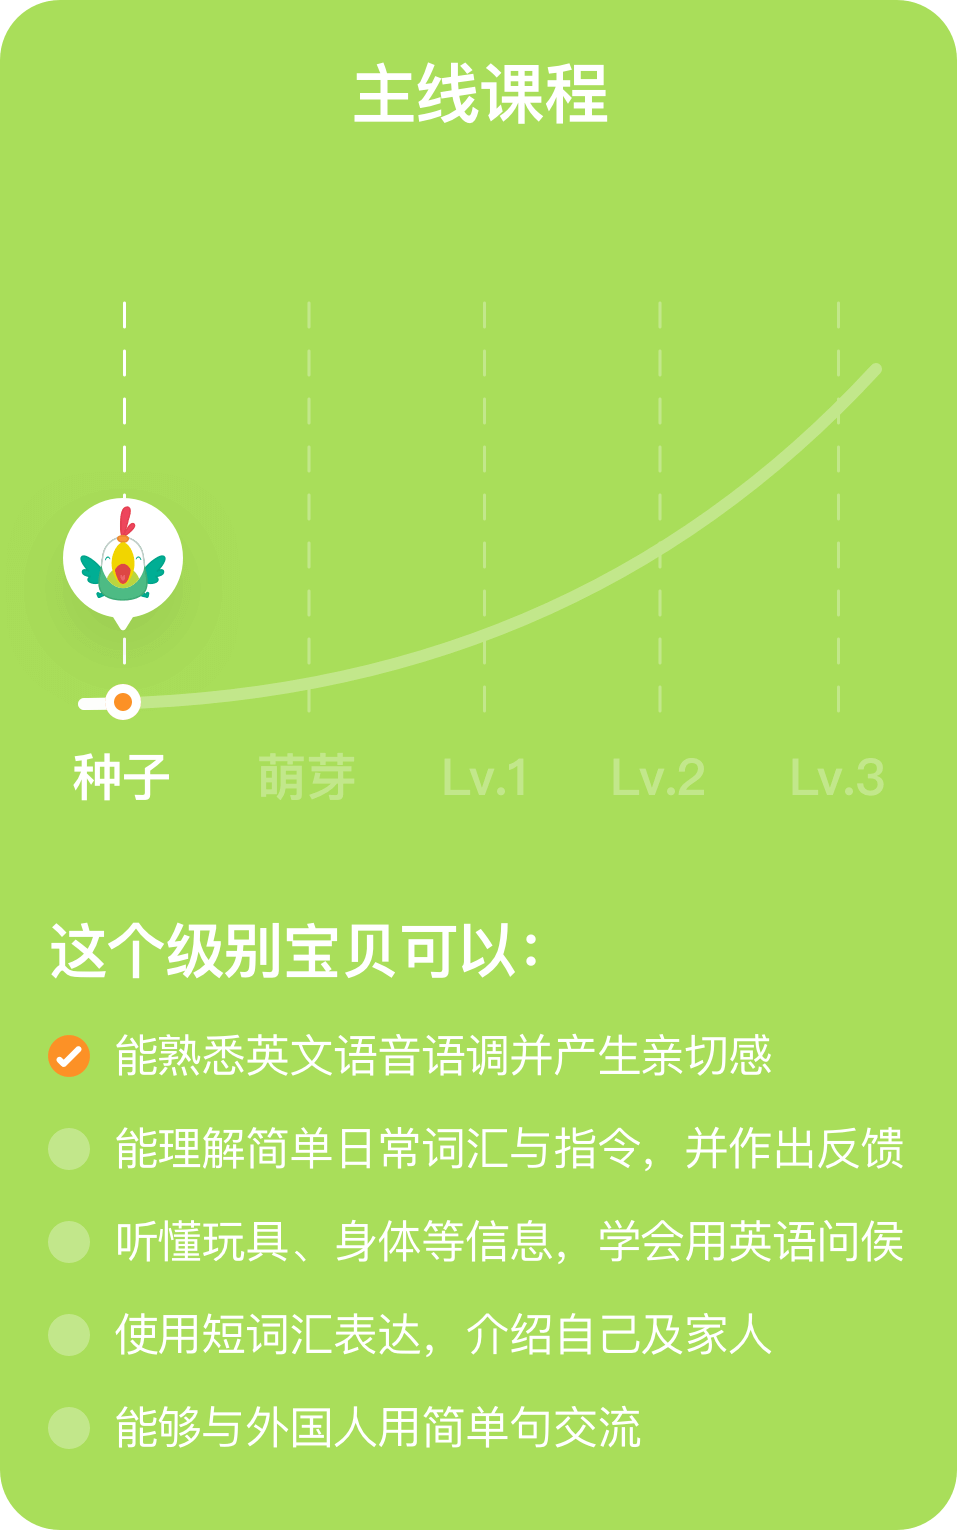 主线课程
种子 萌芽 Lv.1 Lv.2 Lv.3
这个级别宝贝可以：
能熟悉英文语音语调并产生亲切感
能理解简单日常词汇与指令，并作出反馈
听懂玩具、身体等信息，学会用英语问侯
使用短词汇表达，介绍自己及家人
能够与外国人用简单句交流